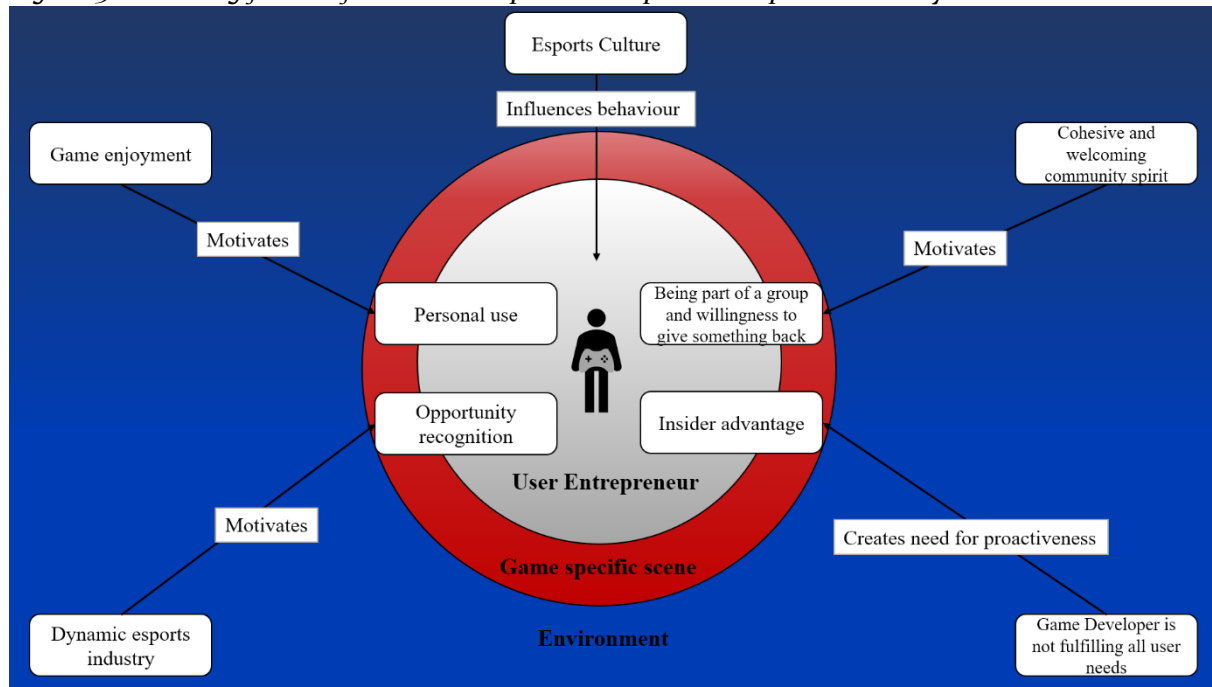 Esports Culture
Influences behaviour
Game enjoyment
Cohesive and
welcoming
community spirit
Motivates
Motivates
Personal use
Being part of a group
and willingness to
give something back
Opportunity
recognition
Insider advantage
User Entrepreneur
Motivates
Creates need for proactiveness
Game specific scene
Environment
Dynamic esports
industry
Game Developer is
not fulfilling all user
needs